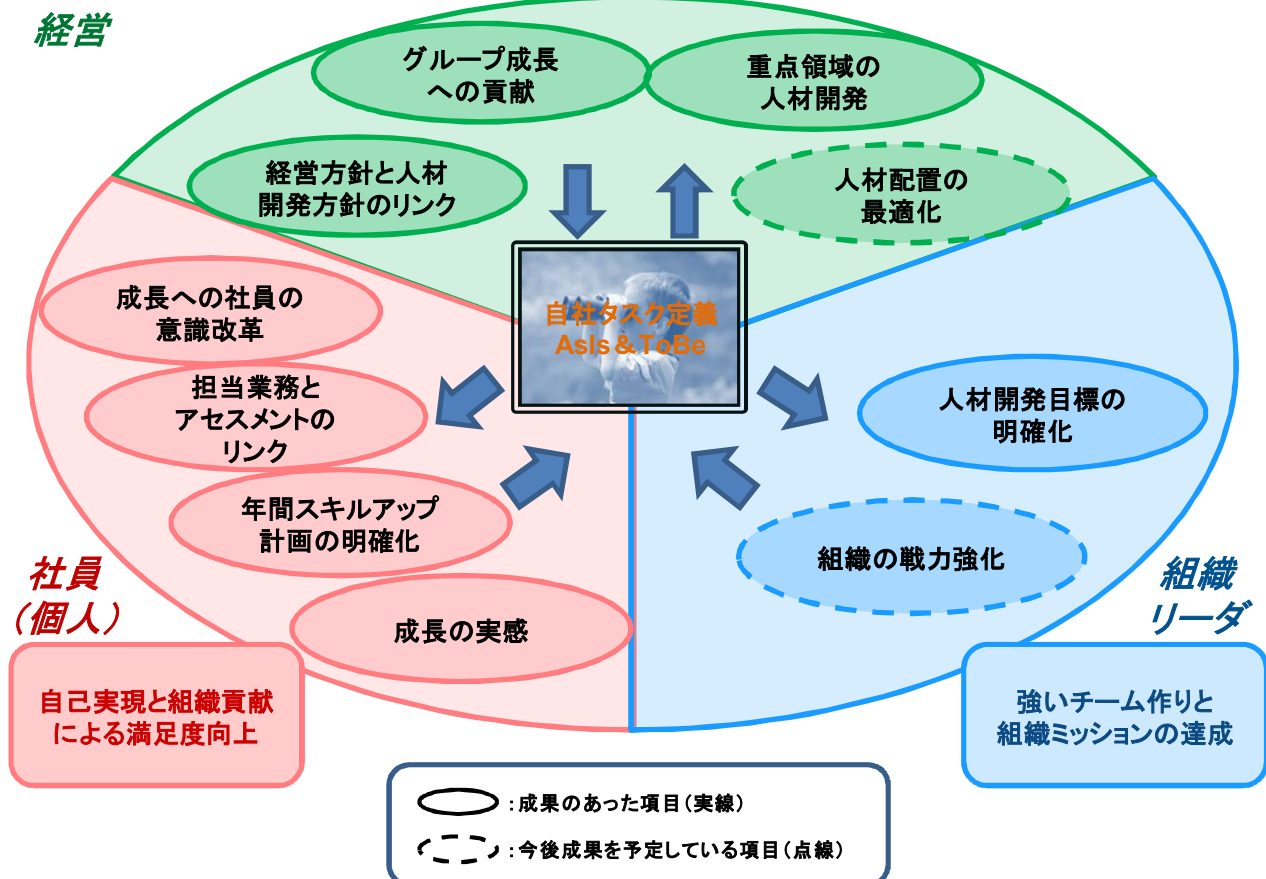 経営
グループ成長
への貢献
重点領域の
人材開発
経営方針と人材
開発方針のリンク
人材配置の
最適化
自社タスク定義
AsIs&ToBe
成長への社員の
意識改革
担当業務と
アセスメントの
リンク
年間スキルアップ
計画の明確化
成長の実感
人材開発目標の
明確化
組織の戦力強化
社員
（個人）
自己実現と組織貢献
による満足度向上
組織
リーダ
強いチーム作りと
組織ミッションの達成
：成果のあった項目（実線）
：今後成果を予定している項目（点線）